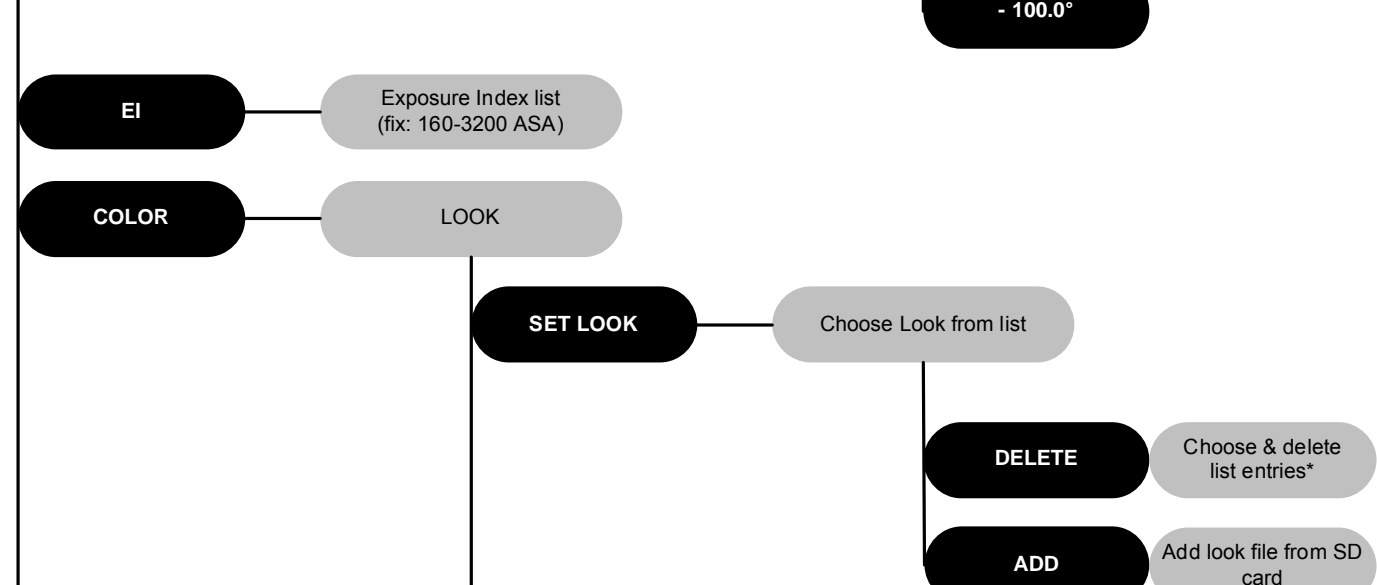 - 100.0°
EI
Exposure Index list
(fix: 160-3200 ASA)
COLOR
LOOK
SET LOOK
Choose Look from list
DELETE
Choose & delete
list entries*
ADD
Add look file from SD
card